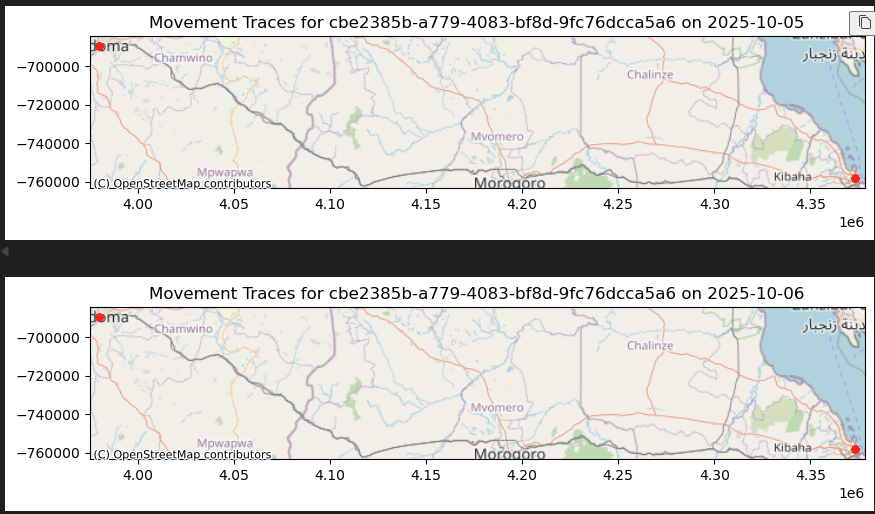 Movement Traces for cbe2385b-a779-4083-bf8d-9fc76dcca5a6 on 2025-10-05
Chamwino
Chalinze
−700000
−720000
−740000
Mvomero
Mpwapwa
Kibaha
−760000
(C) OpenStreetMap contributors
Morogoro
4.00 4.05 4.10 4.15 4.20 4.25 4.30 4.35
1e6
Movement Traces for cbe2385b-a779-4083-bf8d-9fc76dcca5a6 on 2025-10-06
Chamwino
−700000
Chalinze
−720000
−740000
Mvomero
Mpwapwa
Kibaha
−760000
(C) OpenStreetMap contributors
Morogoro
4.00 4.05 4.10 4.15 4.20 4.25 4.30 4.35
1e6